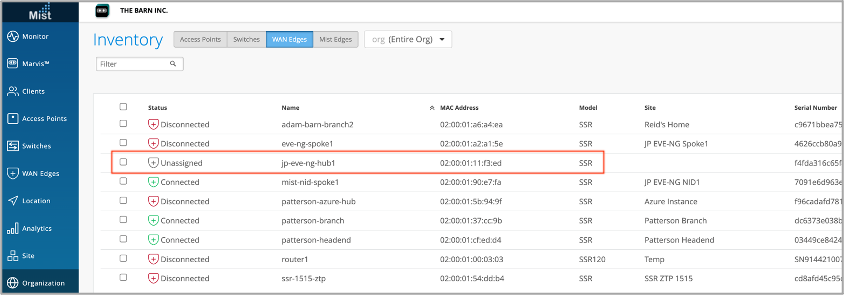 Mist
THE BARN INC.
Monitor
Marvis™
Clients
Access Points
Switches
WAN Edges
Location
Analytics
Site
Organization
Inventory
Access Points Switches WAN Edges Mist Edges org (Entire Org)
Filter
Status Name MAC Address Model Site Serial Number
Disconnected adam-barn-branch2 02:00:01:a6:a4:ea SSR Reid's Home c9671bbea75
Disconnected eve-ng-spoke1 02:00:01:a2:a1:5e SSR JP EVE-NG Spoke1 4626ccb80a9
Unassigned jp-eve-ng-hub1 02:00:01:11:f3:ed SSR f4fda316c65f
Connected mist-nid-spoke1 02:00:01:90:e7:fa SSR JP EVE-NG NID1 7091e6d963e
Disconnected patterson-azure-hub 02:00:01:5b:94:9f SSR Azure Instance f96cadafd781
Connected patterson-branch 02:00:01:37:cc:9b SSR Patterson Branch dc6373e038b
Connected patterson-headend 02:00:01:cf:ed:d4 SSR Patterson Headend 03449ce8424
Disconnected router1 02:00:01:00:03:03 SSR120 Temp SN914421007
Disconnected ssr-1515-ztp 02:00:01:54:dd:b4 SSR SSR ZTP 1515 cd8afd45c95